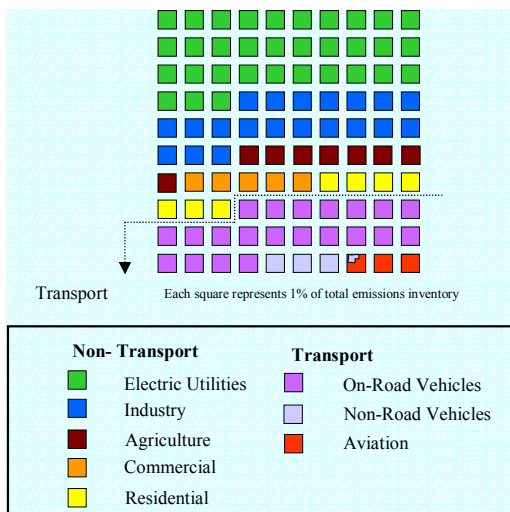 Transport
Each square represents 1% of total emissions inventory
Non- Transport
Electric Utilities
Industry
Agriculture
Commercial
Residential
Transport
On-Road Vehicles
Non-Road Vehicles
Aviation